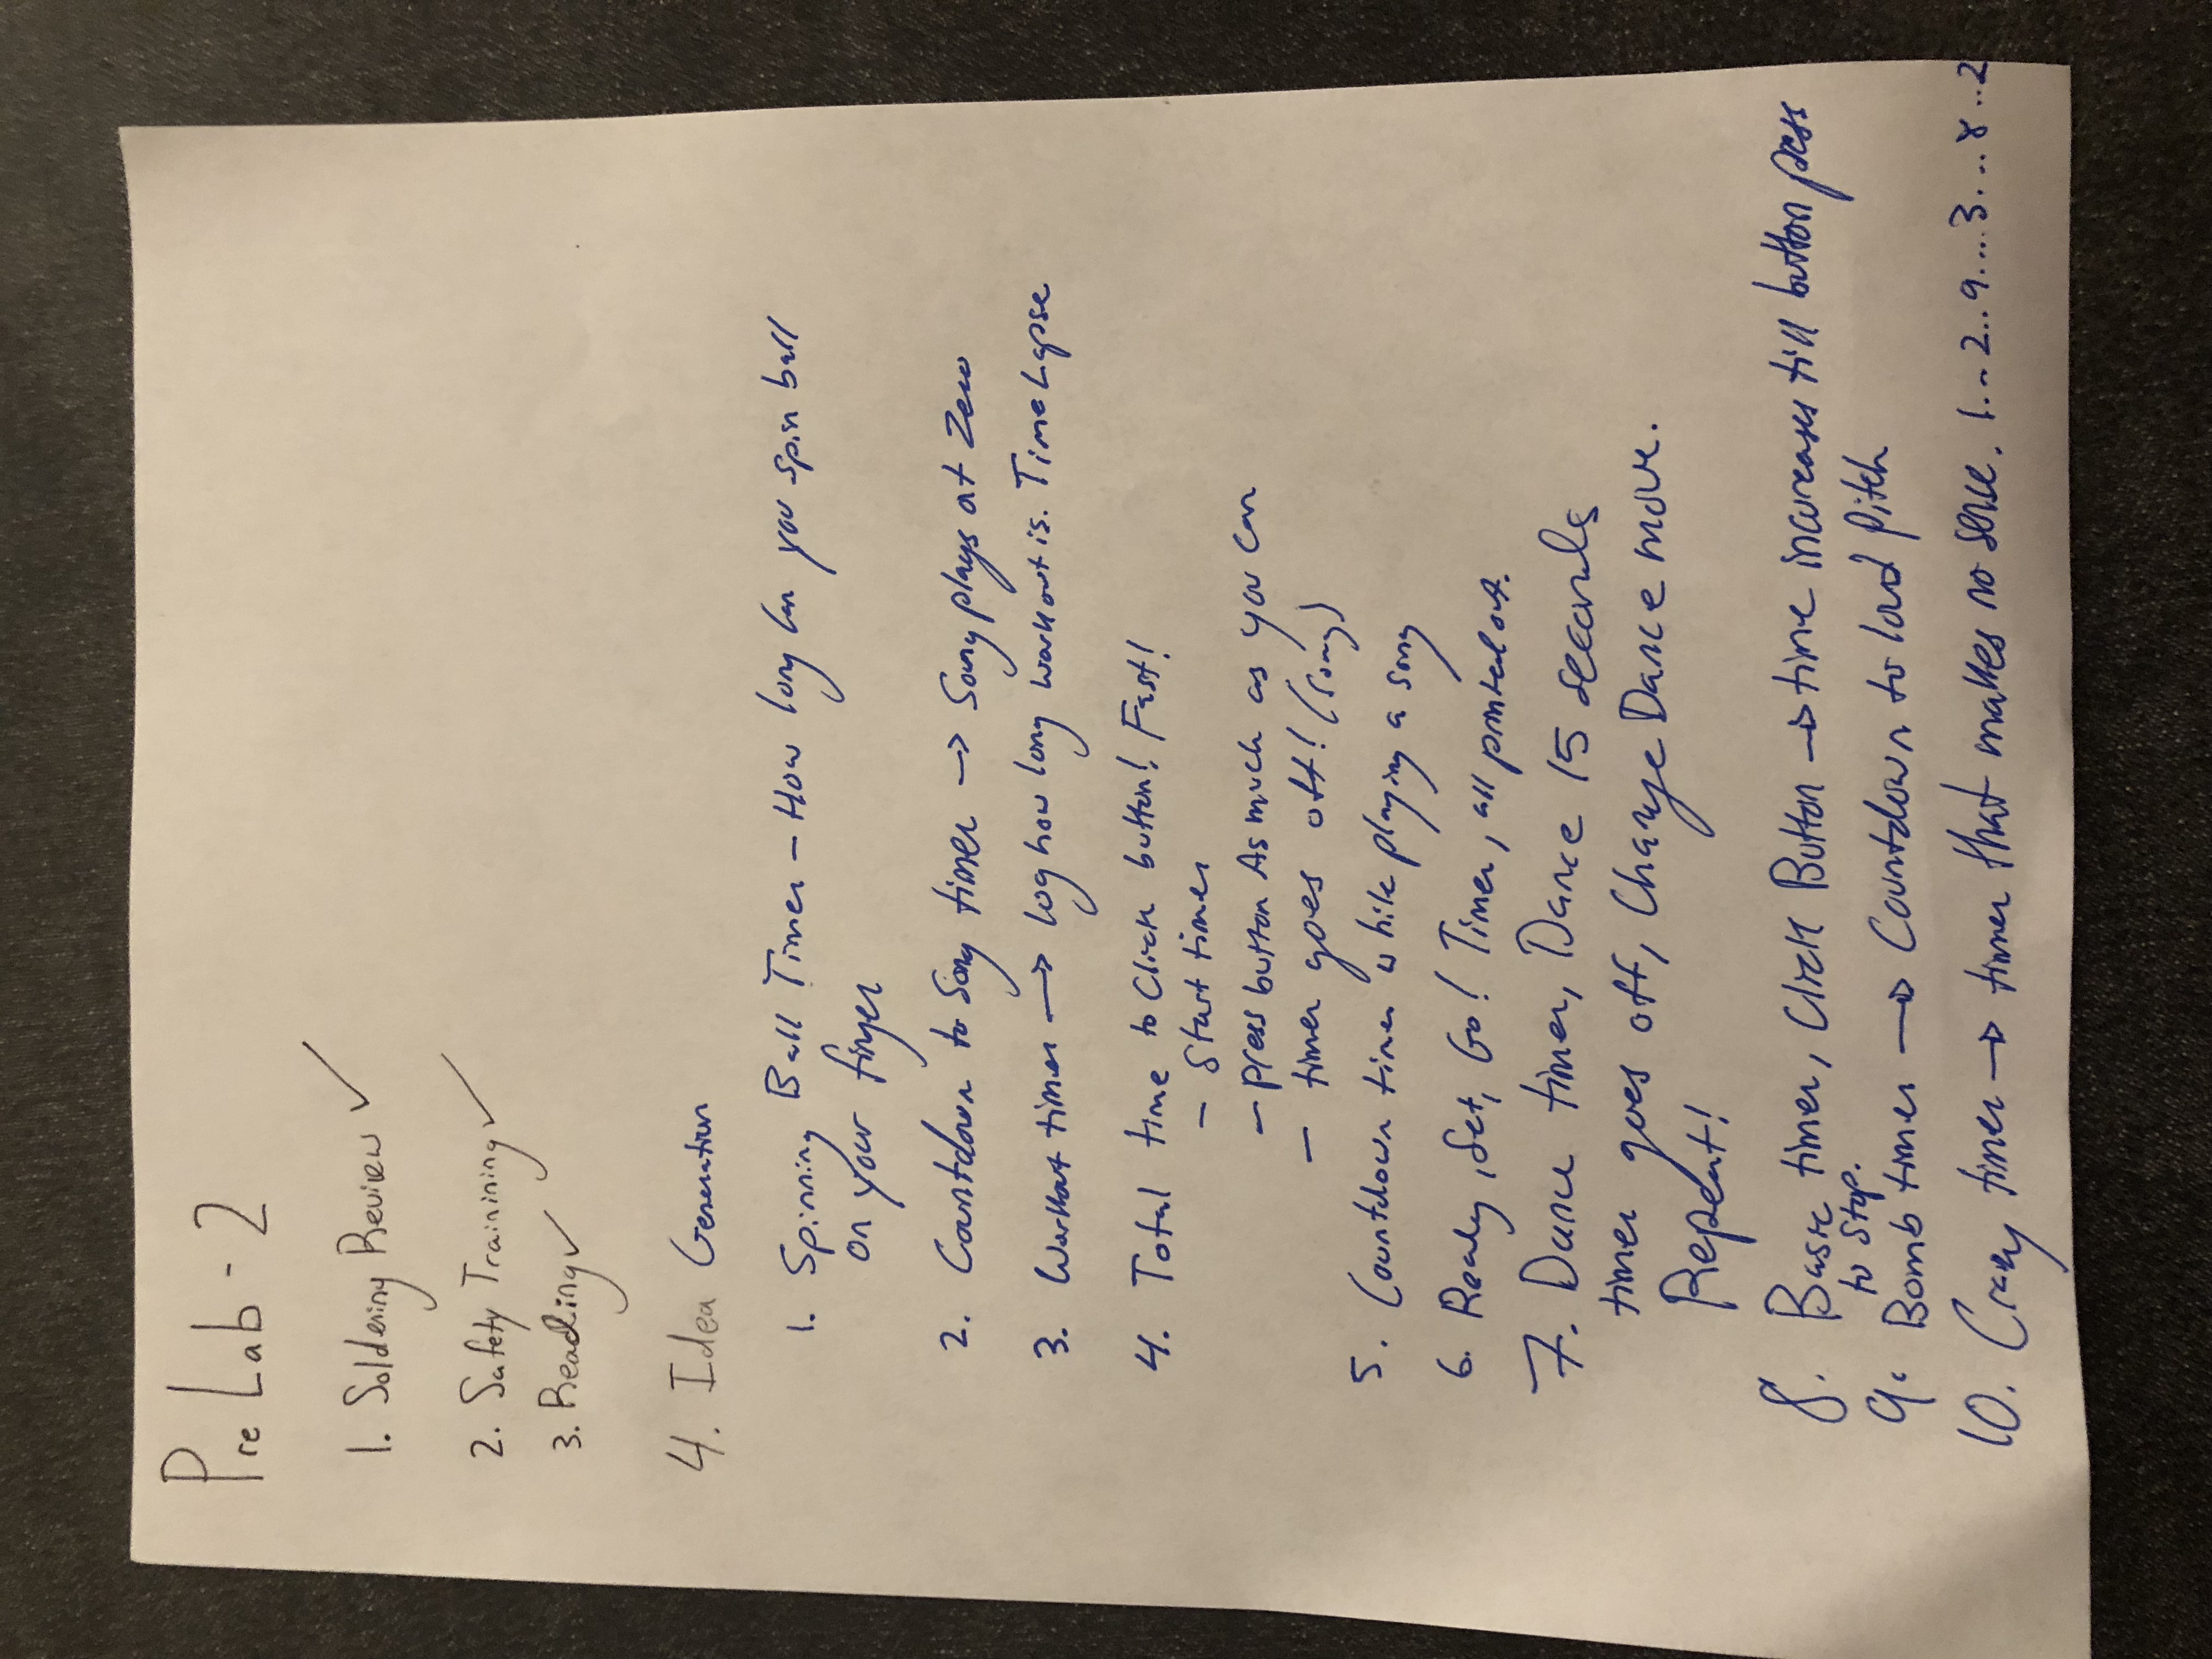 Pre Lab - 2
1. Soldering Review ✓
2. Safety Trainining ✓
3. Reading ✓
4. Idea Generation
1. Spinning Ball Timer - How long can you spin ball
on your finger
2. Countdown to Song timer → Song plays at Zero
3. Workout timer → log how long workout is. Time Lapse
4. Total time to Click button! Fast!
- Start timer
- press button As much as you can
- timer goes off! (song)
5. Countdown timer while playing a song
6. Ready, Set, Go! Timer, all printed out.
7. Dance timer, Dance 15 seconds
timer goes off, Change Dance move.
Repeat!
8. Basic timer, Click Button → time increases till button press
to stop.
9. Bomb timer → Countdown to loud pitch
10. Crazy timer → timer that makes no sense. 1... 2.. 9.... 3... 8 .. 2